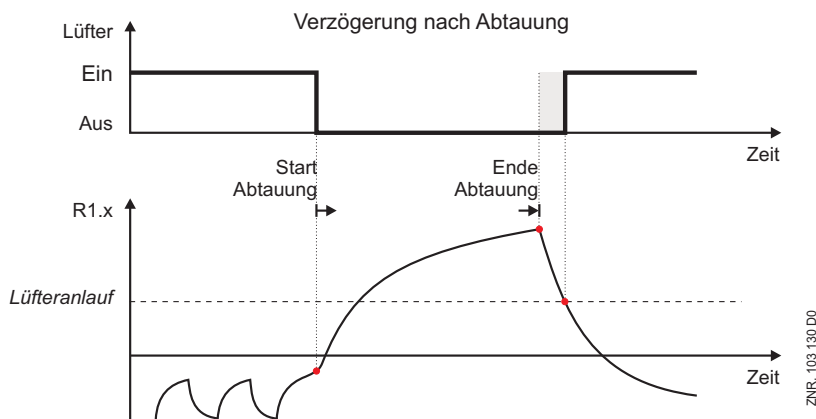 Verzögerung nach Abtauung
Lüfter
Ein
Aus
Zeit
Start
Abtauung
Ende
Abtauung
R1.x
Lüfteranlauf
Zeit
ZNR. 103 130 D0